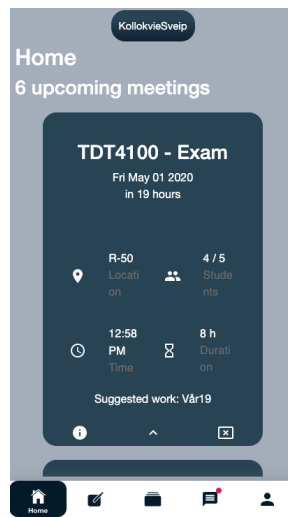 KollokvieSveip
Home
6 upcoming meetings
TDT4100 - Exam
Fri May 01 2020
in 19 hours
R-50
Locati
on
4 / 5
Stude
nts
12:58
PM
Time
8 h
Durati
on
Suggested work: Vår19
Home